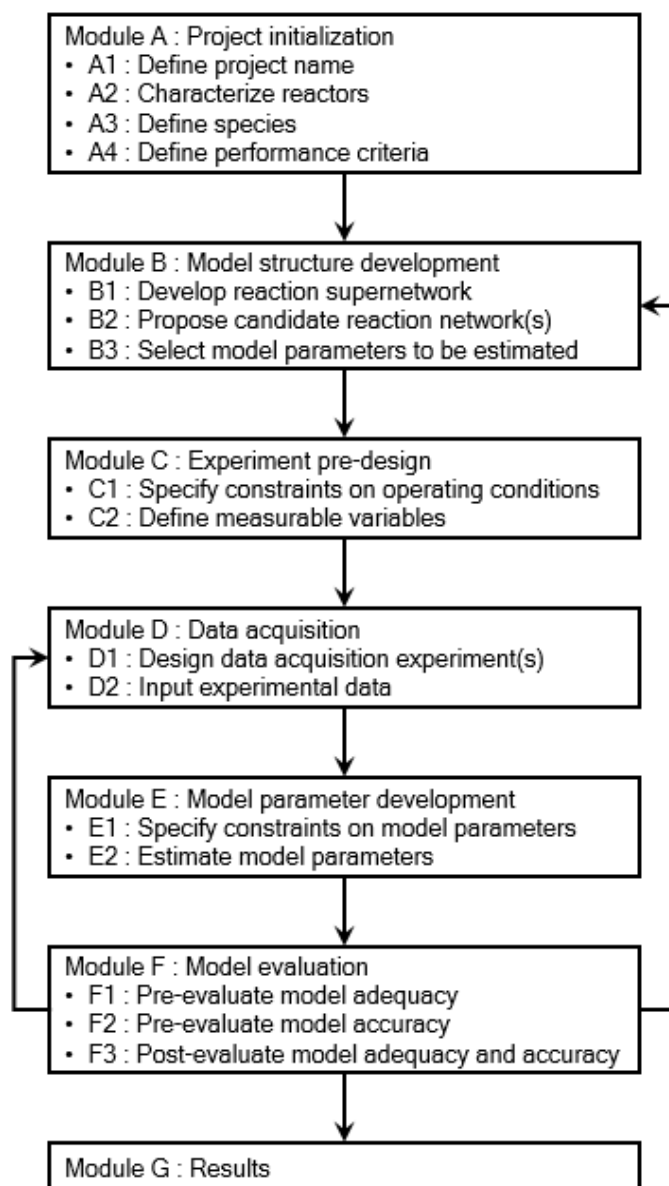 Module A : Project initialization
• A1 : Define project name
• A2 : Characterize reactors
• A3 : Define species
• A4 : Define performance criteria
Module B : Model structure development
• B1 : Develop reaction supernetwork
• B2 : Propose candidate reaction network(s)
• B3 : Select model parameters to be estimated
Module C : Experiment pre-design
• C1 : Specify constraints on operating conditions
• C2 : Define measurable variables
Module D : Data acquisition
• D1 : Design data acquisition experiment(s)
• D2 : Input experimental data
Module E : Model parameter development
• E1 : Specify constraints on model parameters
• E2 : Estimate model parameters
Module F : Model evaluation
• F1 : Pre-evaluate model adequacy
• F2 : Pre-evaluate model accuracy
• F3 : Post-evaluate model adequacy and accuracy
Module G : Results